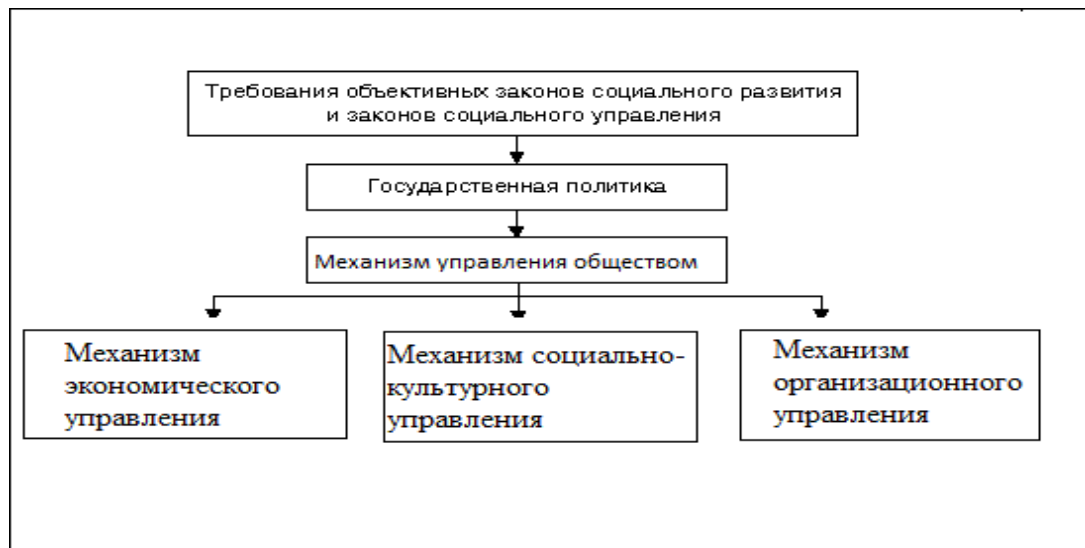 Требования объективных законов социального развития
и законов социального управления
Государственная политика
Механизм управления обществом
Механизм
экономического
управления
Механизм социально-
культурного
управления
Механизм
организационного
управления